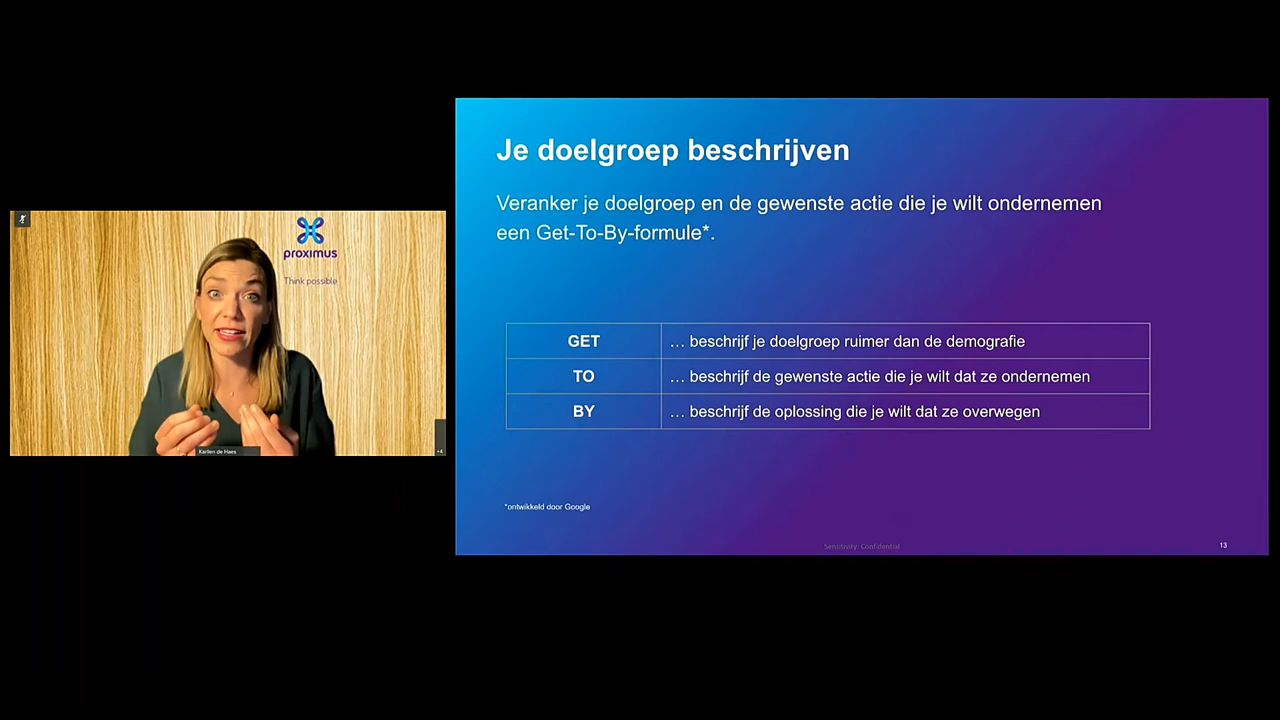 proximus
Think possible
Karlien de Haes
+4
Je doelgroep beschrijven
Veranker je doelgroep en de gewenste actie die je wilt ondernemen
een Get-To-By-formule*.
GET … beschrijf je doelgroep ruimer dan de demografie
TO … beschrijf de gewenste actie die je wilt dat ze ondernemen
BY … beschrijf de oplossing die je wilt dat ze overwegen
*ontwikkeld door Google
Sensitivity: Confidential
13